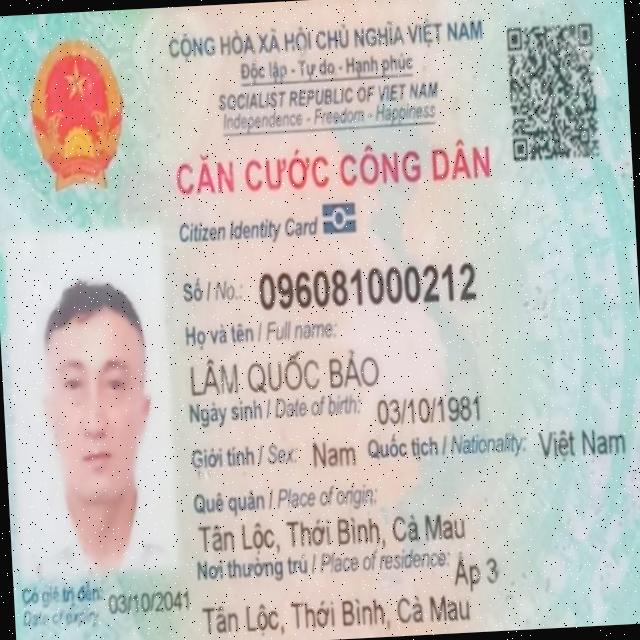 CỘNG HÒA XÃ HỘI CHỦ NGHĨA VIỆT NAM
Độc lập - Tự do - Hạnh phúc
SOCIALIST REPUBLIC OF VIET NAM
Independence - Freedom - Happiness
CĂN CƯỚC CÔNG DÂN
Citizen Identity Card
Số / No.: 096081000212
Họ và tên / Full name:
LÂM QUỐC BẢO
Ngày sinh / Date of birth: 03/10/1981
Giới tính / Sex: Nam Quốc tịch / Nationality: Việt Nam
Quê quán / Place of origin:
Tân Lộc, Thới Bình, Cà Mau
Nơi thường trú / Place of residence: Ấp 3
Tân Lộc, Thới Bình, Cà Mau
Có giá trị đến: 03/10/2041
Date of expiry